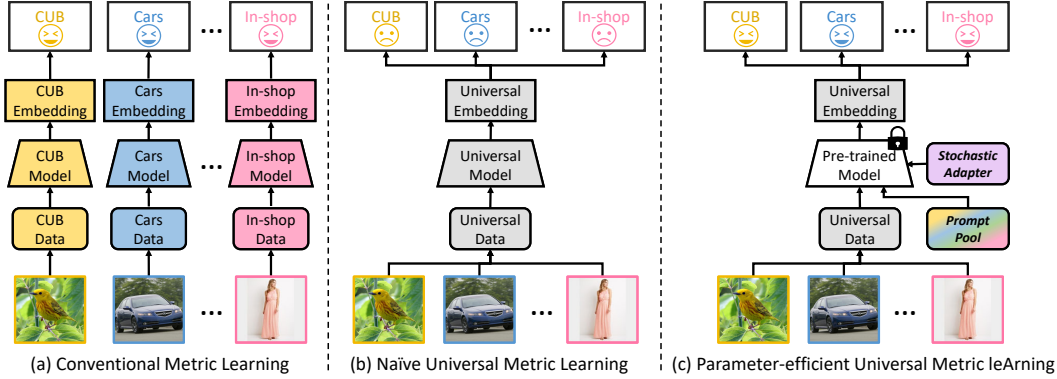 CUB
Cars
...
In-shop
CUB
Embedding
Cars
Embedding
In-shop
Embedding
CUB
Model
Cars
Model
...
In-shop
Model
CUB
Data
Cars
Data
In-shop
Data
...
(a) Conventional Metric Learning
CUB
Cars
...
In-shop
Universal
Embedding
Universal
Model
Universal
Data
...
(b) Naïve Universal Metric Learning
CUB
Cars
...
In-shop
Universal
Embedding
Pre-trained
Model
Stochastic
Adapter
Universal
Data
Prompt
Pool
...
(c) Parameter-efficient Universal Metric leArning